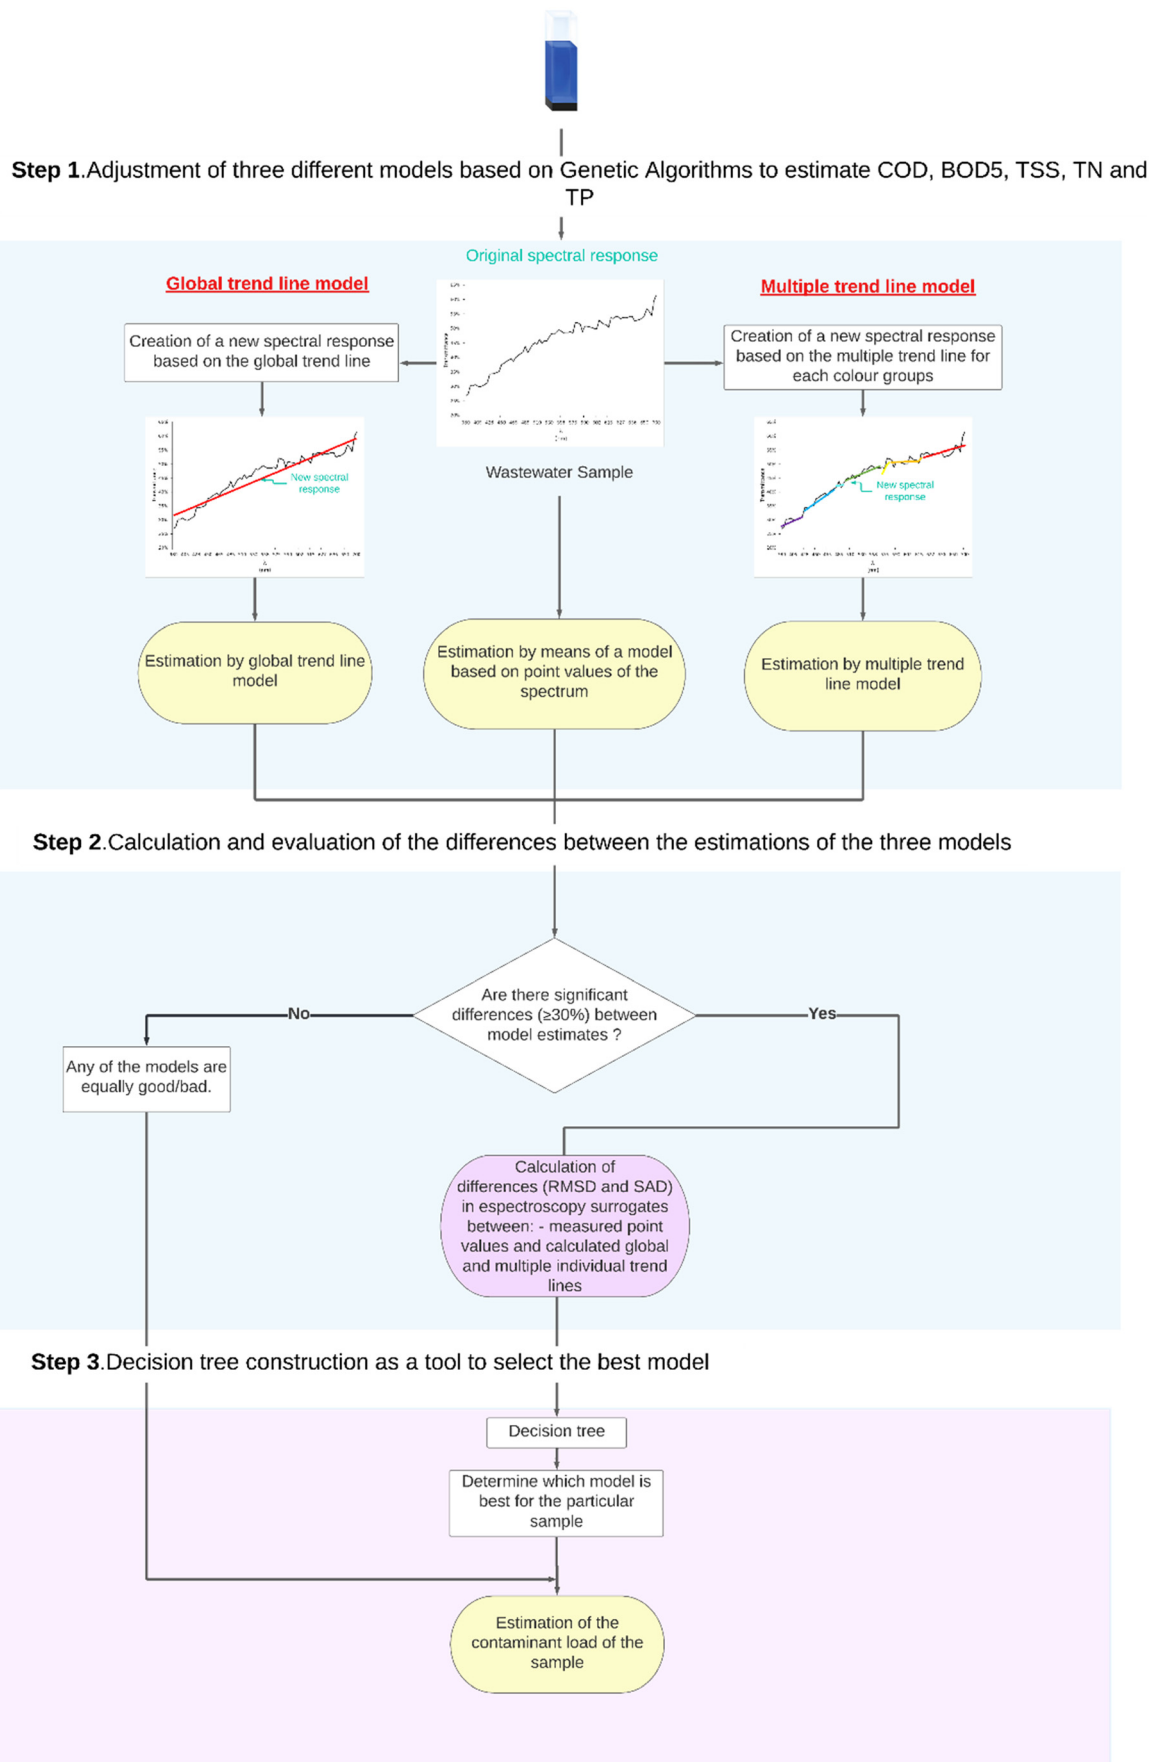 Step 1.Adjustment of three different models based on Genetic Algorithms to estimate COD, BOD5, TSS, TN and
TP
Original spectral response
Global trend line model
Multiple trend line model
Creation of a new spectral response
based on the global trend line
Creation of a new spectral response
based on the multiple trend line for
each colour groups
New spectral
response
Wastewater Sample
New spectral
response
Estimation by global trend line
model
Estimation by means of a model
based on point values of the
spectrum
Estimation by multiple trend
line model
Step 2.Calculation and evaluation of the differences between the estimations of the three models
Are there significant
differences (≥30%) between
model estimates ?
No
Yes
Any of the models are
equally good/bad.
Calculation of
differences (RMSD and SAD)
in espectroscopy surrogates
between: - measured point
values and calculated global
and multiple individual trend
lines
Step 3.Decision tree construction as a tool to select the best model
Decision tree
Determine which model is
best for the particular
sample
Estimation of the
contaminant load of the
sample